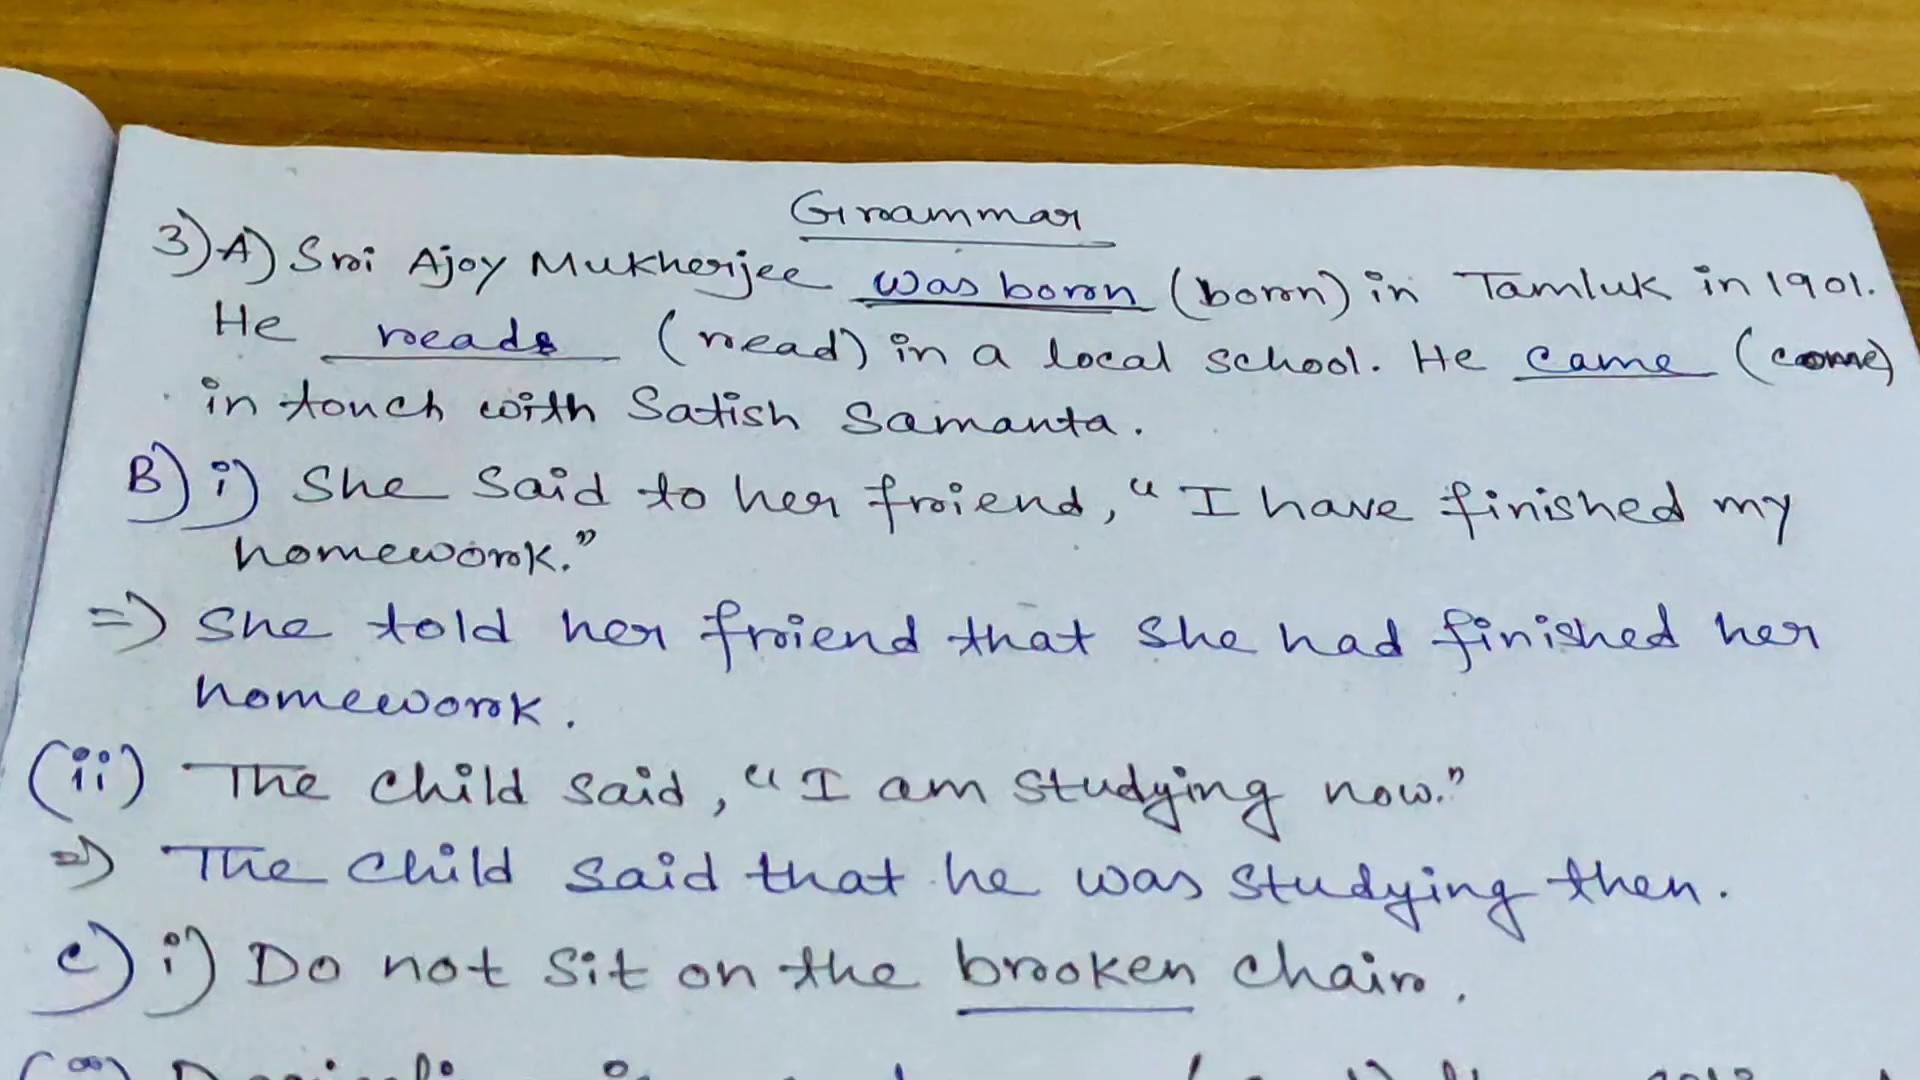 Grammar
3) A) Sri Ajoy Mukherjee was born (born) in Tamluk in 1901.
He reads (read) in a local school. He came (come)
in touch with Satish Samanta.
B) i) She said to her friend, "I have finished my
homework."
=> She told her friend that she had finished her
homework.
(ii) The child said, "I am studying now."
=> The child said that he was studying then.
C) i) Do not sit on the broken chair.